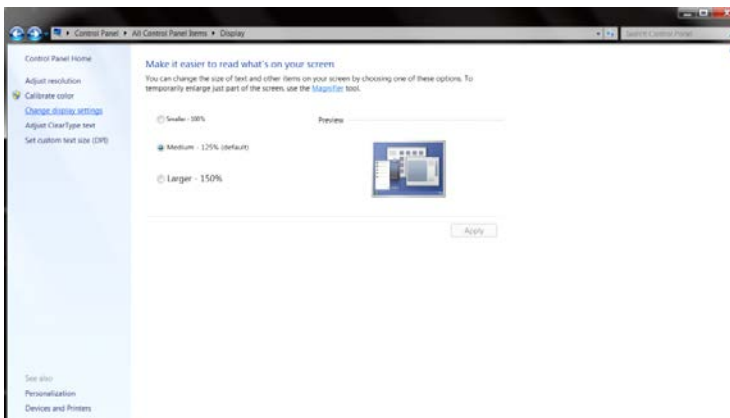 Control Panel ▸ All Control Panel Items ▸ Display
Search Control Panel
Control Panel Home
Adjust resolution
Calibrate color
Change display settings
Adjust ClearType text
Set custom text size (DPI)
Make it easier to read what's on your screen
You can change the size of text and other items on your screen by choosing one of these options. To
temporarily enlarge just part of the screen, use the Magnifier tool.
Smaller - 100%
Preview
Medium - 125% (default)
Larger - 150%
Apply
See also
Personalization
Devices and Printers